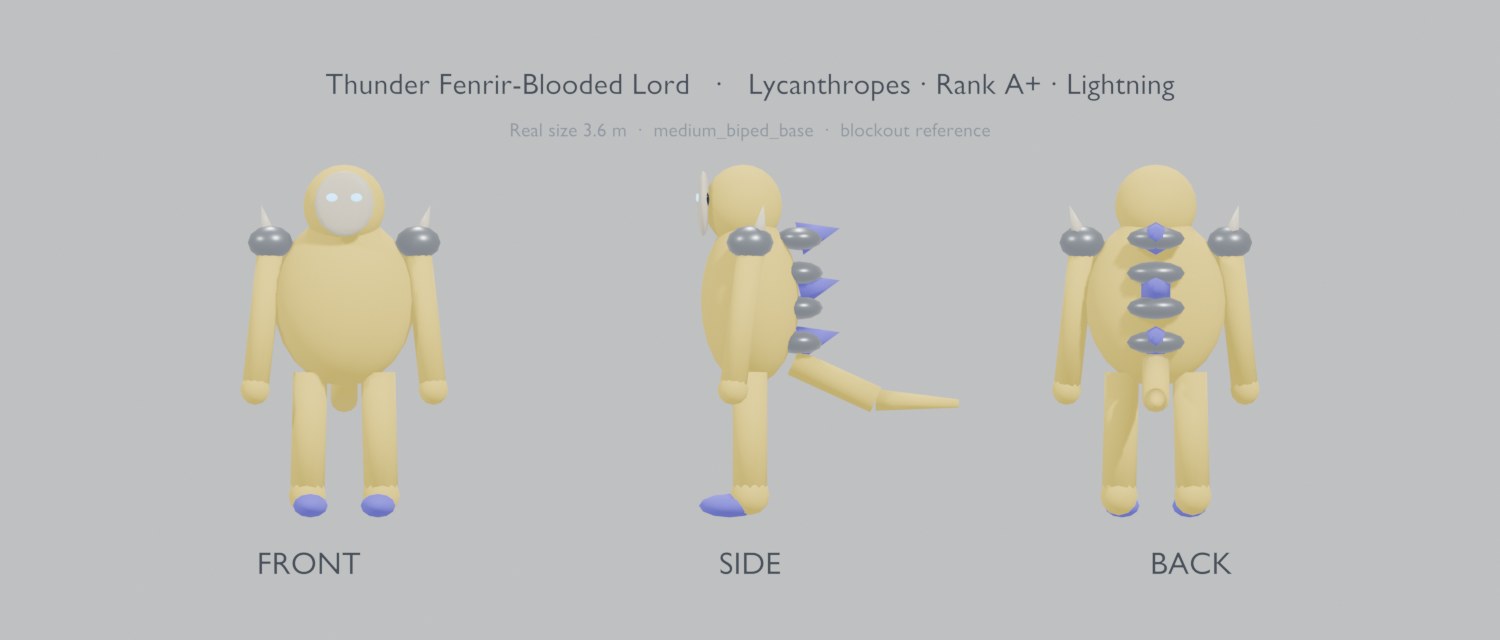 Thunder Fenrir-Blooded Lord · Lycanthropes · Rank A+ · Lightning
Real size 3.6 m · medium_biped_base · blockout reference
FRONT SIDE BACK